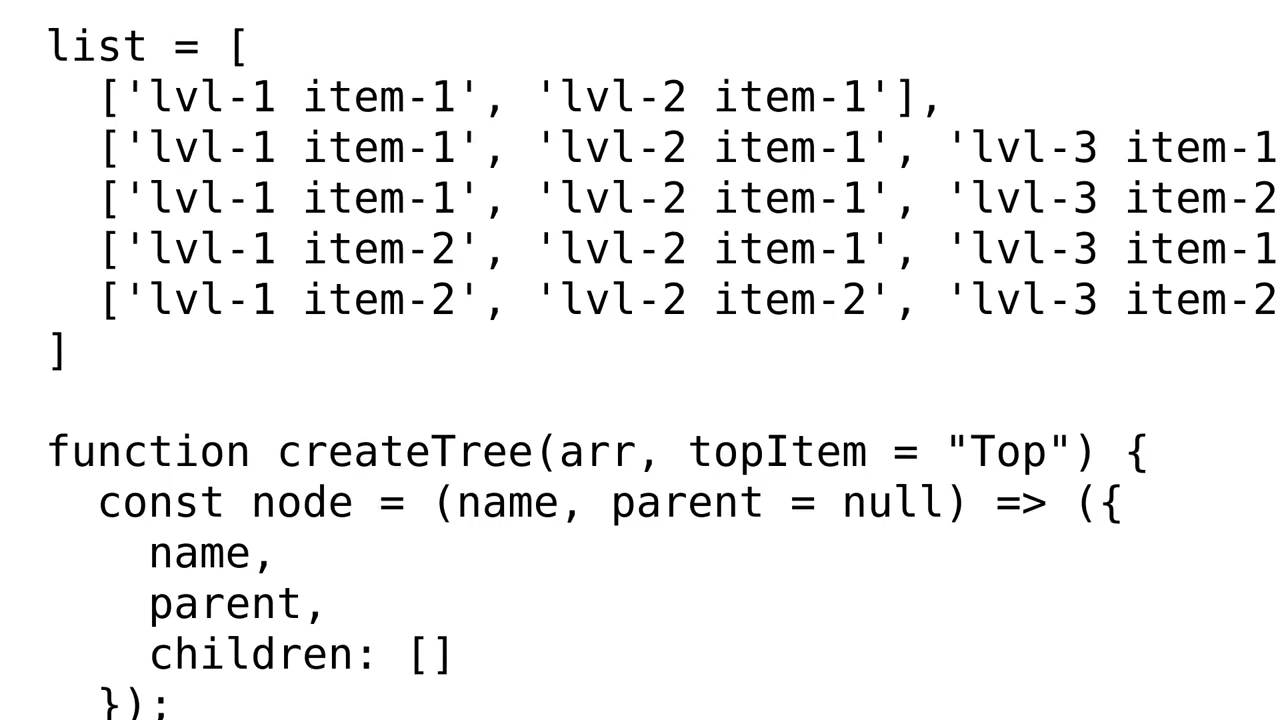 list = [
  ['lvl-1 item-1', 'lvl-2 item-1'],
  ['lvl-1 item-1', 'lvl-2 item-1', 'lvl-3 item-1
  ['lvl-1 item-1', 'lvl-2 item-1', 'lvl-3 item-2
  ['lvl-1 item-2', 'lvl-2 item-1', 'lvl-3 item-1
  ['lvl-1 item-2', 'lvl-2 item-2', 'lvl-3 item-2
]
function createTree(arr, topItem = "Top") {
  const node = (name, parent = null) => ({
    name,
    parent,
    children: []
  });